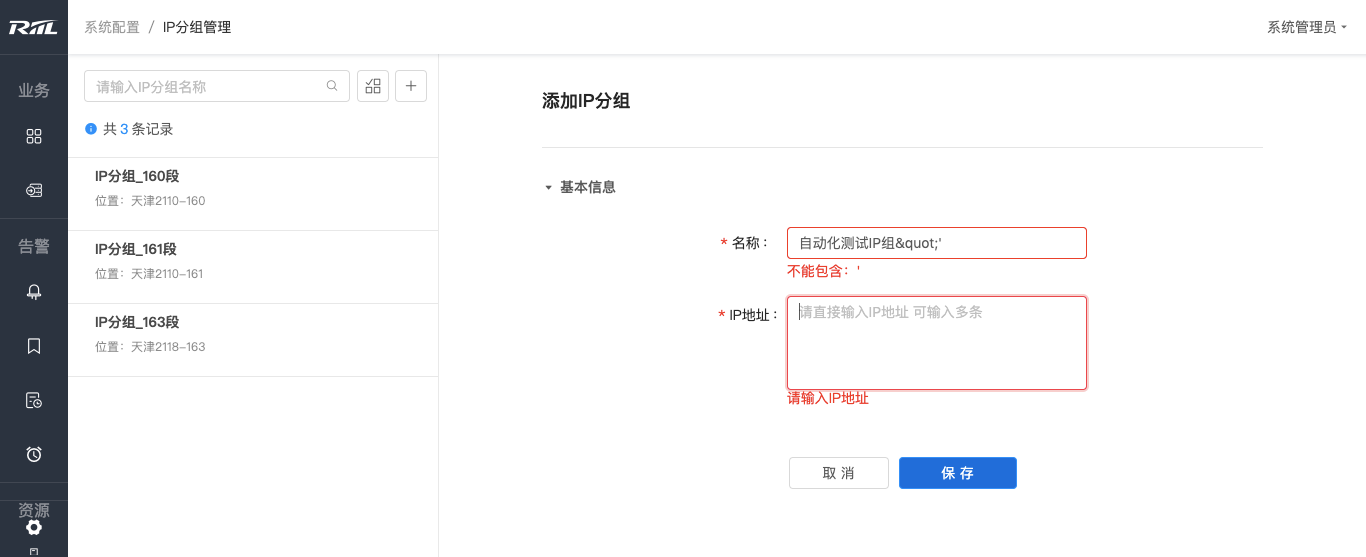 RIIL
系统配置 / IP分组管理
系统管理员
业务
告警
资源
请输入IP分组名称
共 3 条记录
IP分组_160段
位置：天津2110-160
IP分组_161段
位置：天津2110-161
IP分组_163段
位置：天津2118-163
添加IP分组
基本信息
* 名称：
自动化测试IP组&quot;'
不能包含：'
* IP地址：
请直接输入IP地址 可输入多条
请输入IP地址
取 消
保 存